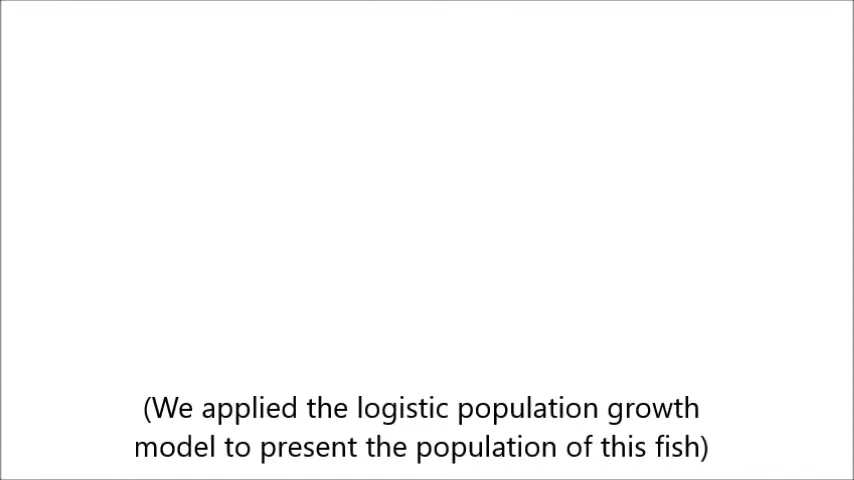 (We applied the logistic population growth
model to present the population of this fish)